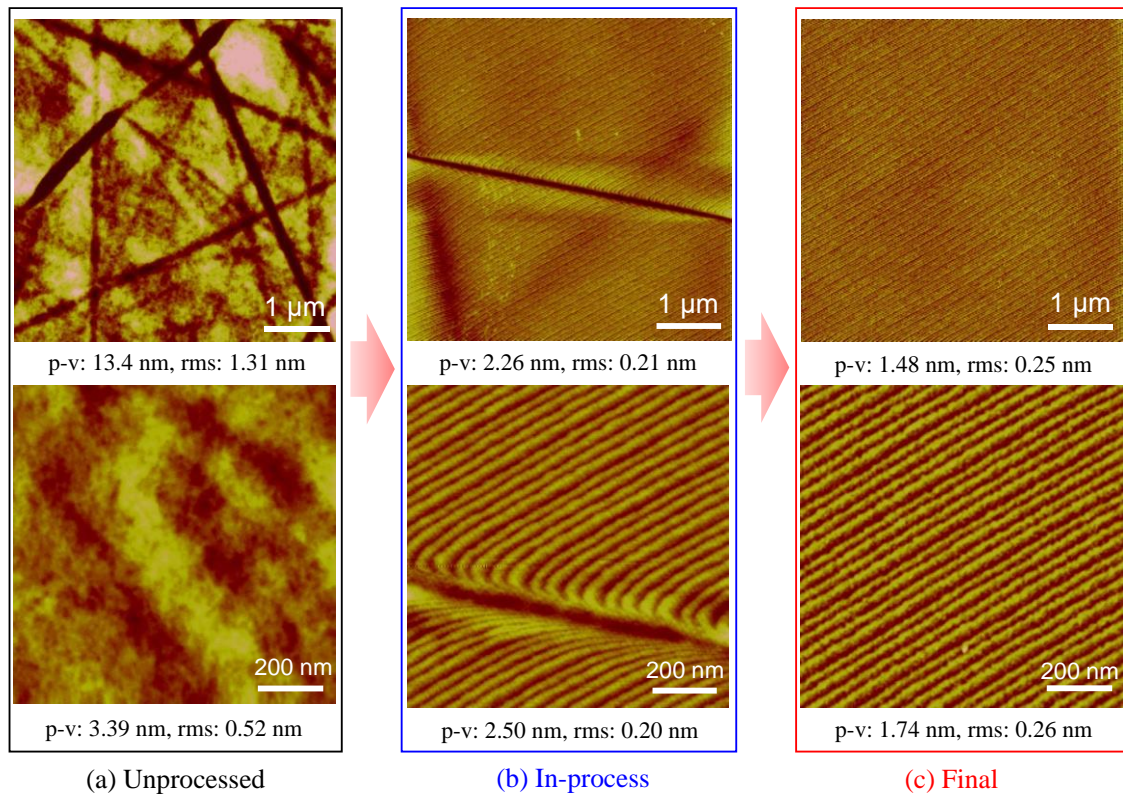 1 μm
1 μm
1 μm
p-v: 13.4 nm, rms: 1.31 nm
p-v: 2.26 nm, rms: 0.21 nm
p-v: 1.48 nm, rms: 0.25 nm
200 nm
200 nm
200 nm
p-v: 3.39 nm, rms: 0.52 nm
p-v: 2.50 nm, rms: 0.20 nm
p-v: 1.74 nm, rms: 0.26 nm
(a) Unprocessed
(b) In-process
(c) Final